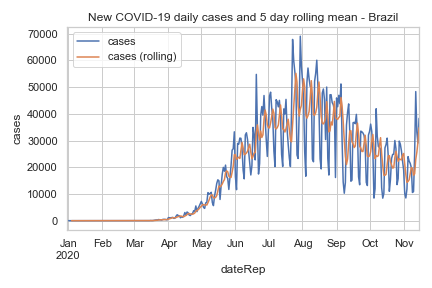 New COVID-19 daily cases and 5 day rolling mean - Brazil
cases
cases (rolling)
70000
60000
50000
40000
30000
20000
10000
0
cases
Jan Feb Mar Apr May Jun Jul Aug Sep Oct Nov
2020
dateRep